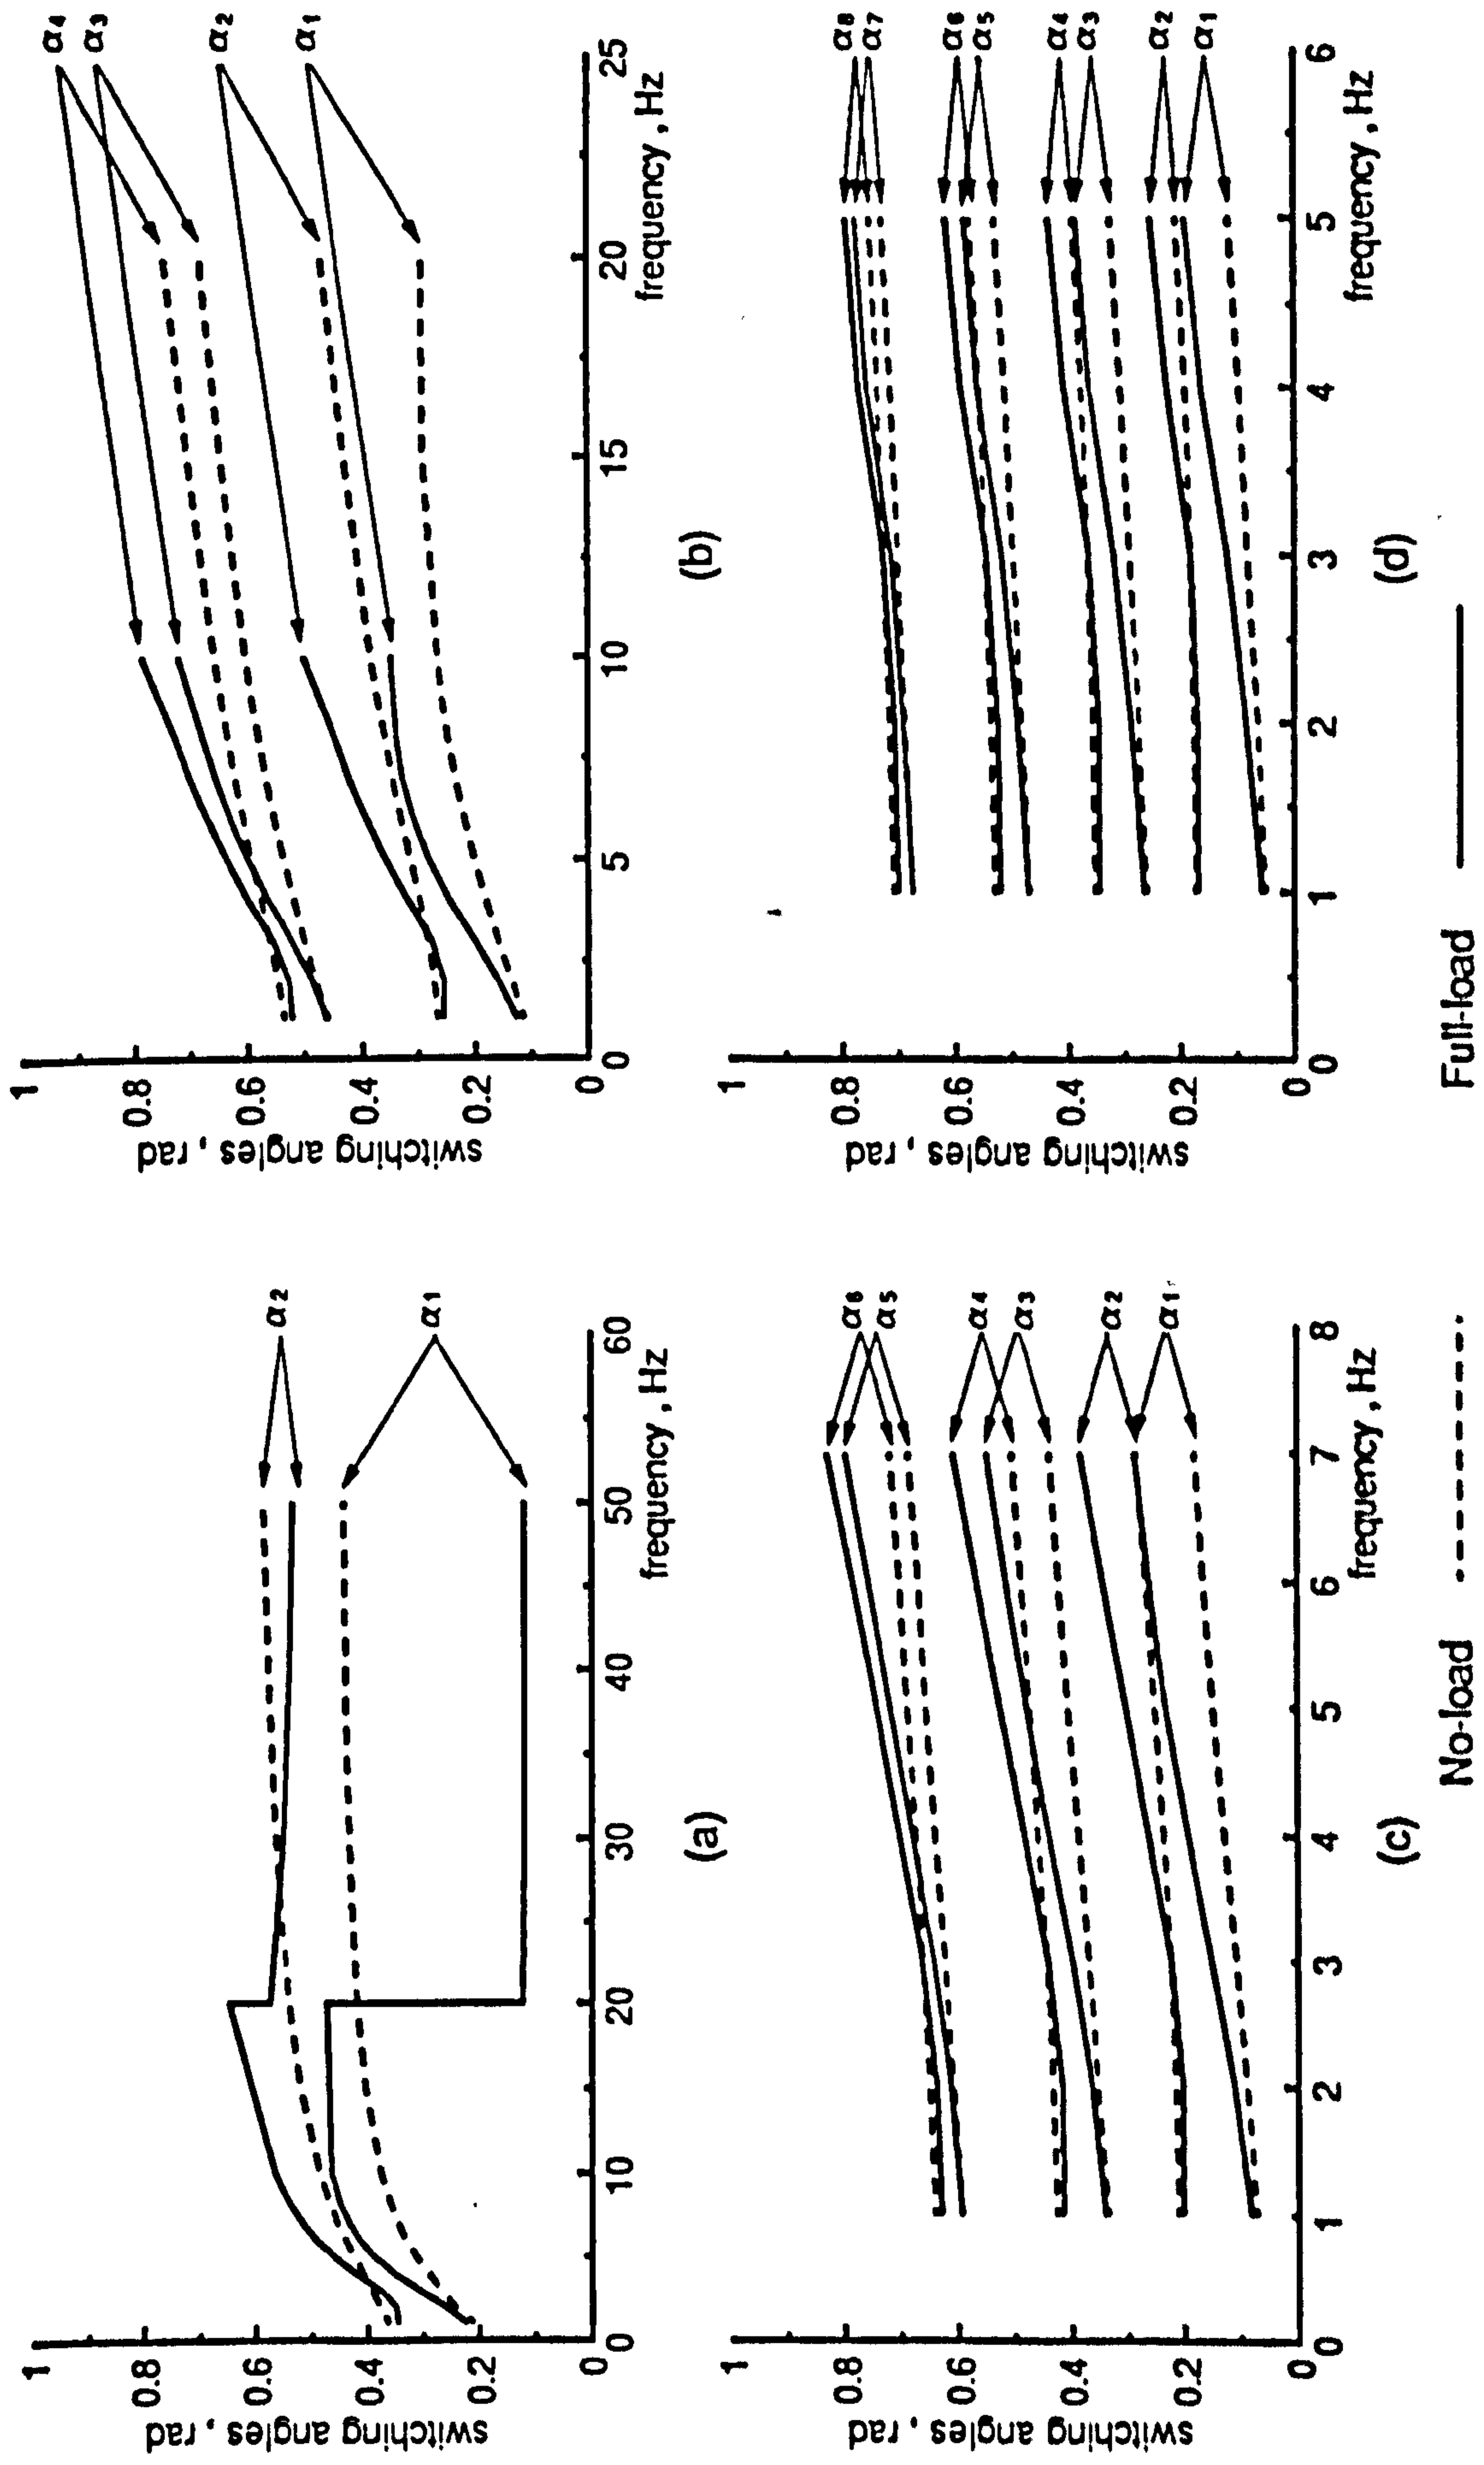 1
0.8
0.6
0.4
0.2
0
switching angles, rad
0 10 20 30 40 50 60
frequency, Hz
α2
α1
(a)
1
0.8
0.6
0.4
0.2
0
switching angles, rad
0 5 10 15 20 25
frequency, Hz
α4
α3
α2
α1
(b)
1
0.8
0.6
0.4
0.2
0
switching angles, rad
0 1 2 3 4 5 6 7 8
frequency, Hz
α6
α5
α4
α3
α2
α1
(c)
1
0.8
0.6
0.4
0.2
0
switching angles, rad
0 1 2 3 4 5 6
frequency, Hz
α8
α7
α6
α5
α4
α3
α2
α1
(d)
No-load
Full-load